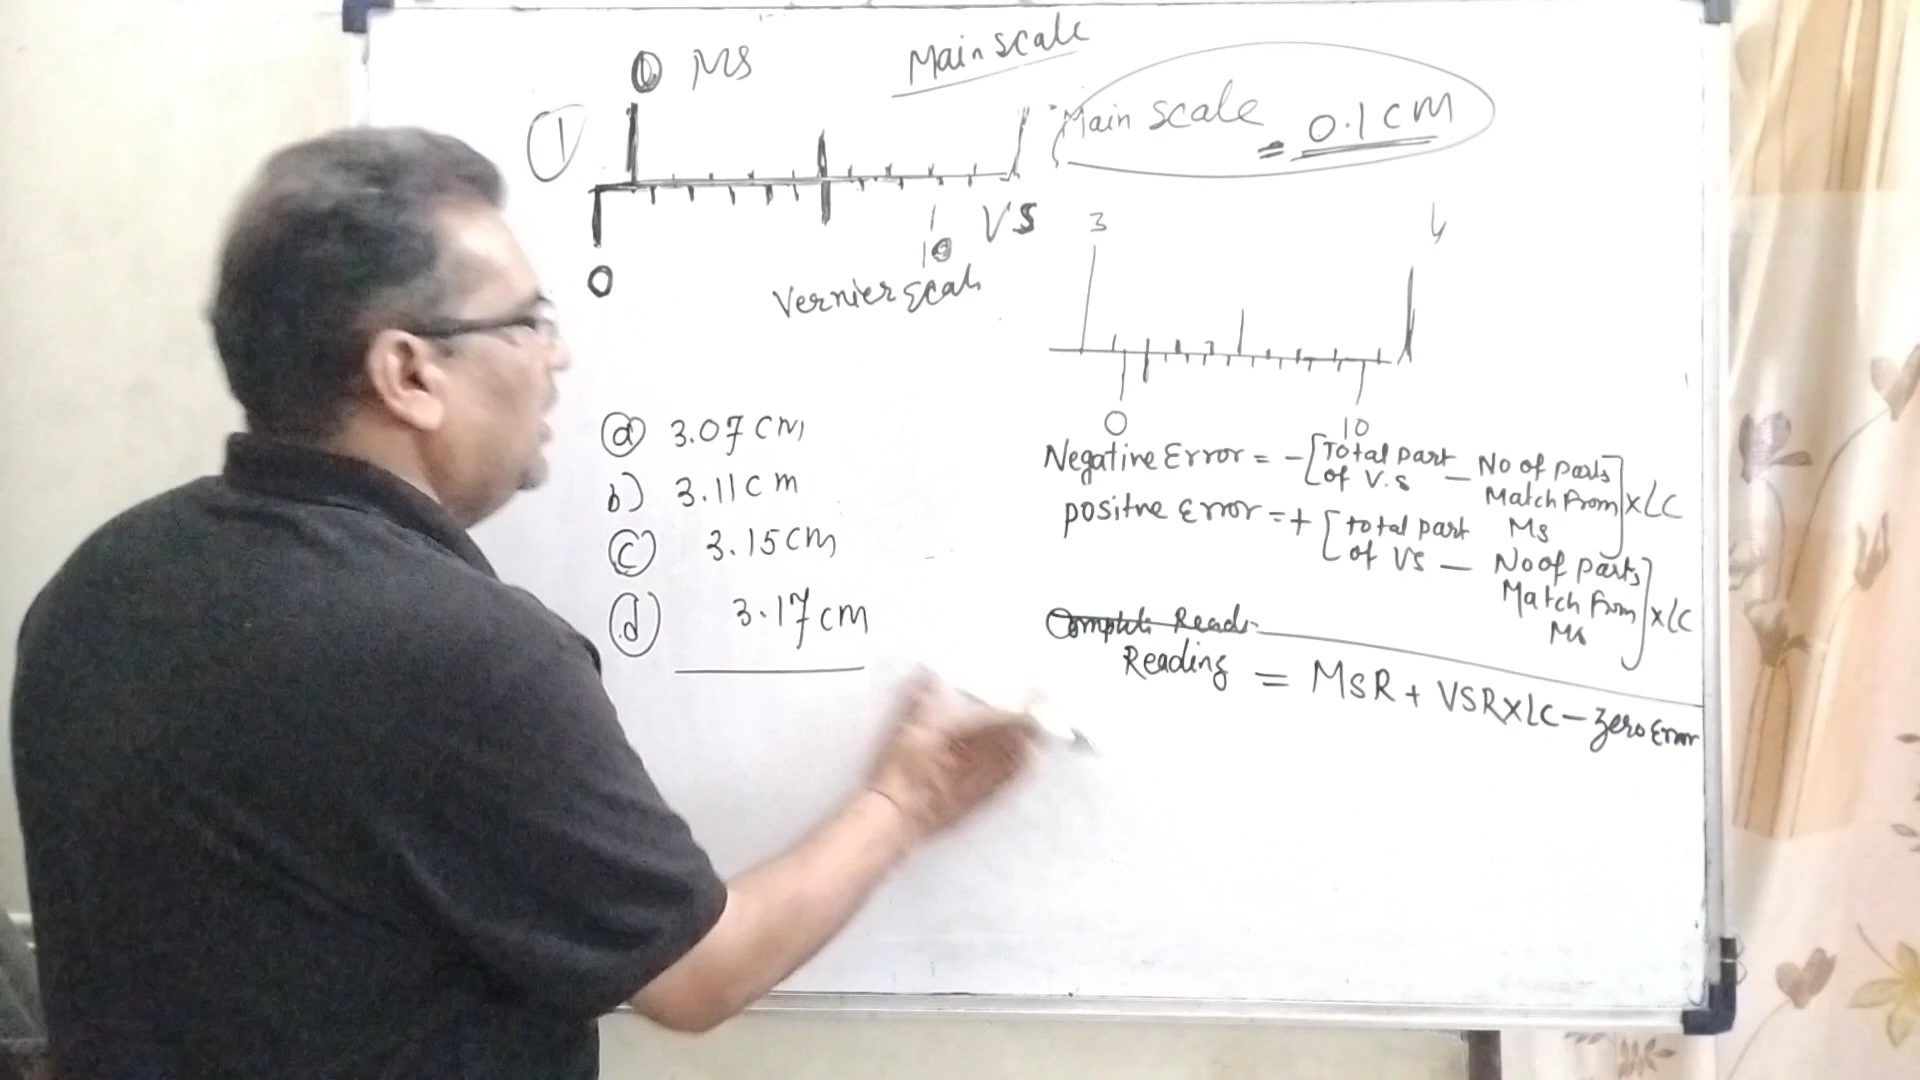 Main scale
① MS
Main scale
= 0.1 cm
0
10 VS
Vernier scale
3 4
0 10
(a) 3.07 cm
b) 3.11 cm
(c) 3.15 cm
(d) 3.17 cm
Negative Error = - [Total part of V.S — No of parts Match From Ms] x LC
positive Error = + [total part of VS — No of parts Match From Ms] x LC
Reading = MSR + VSR x LC - Zero Error